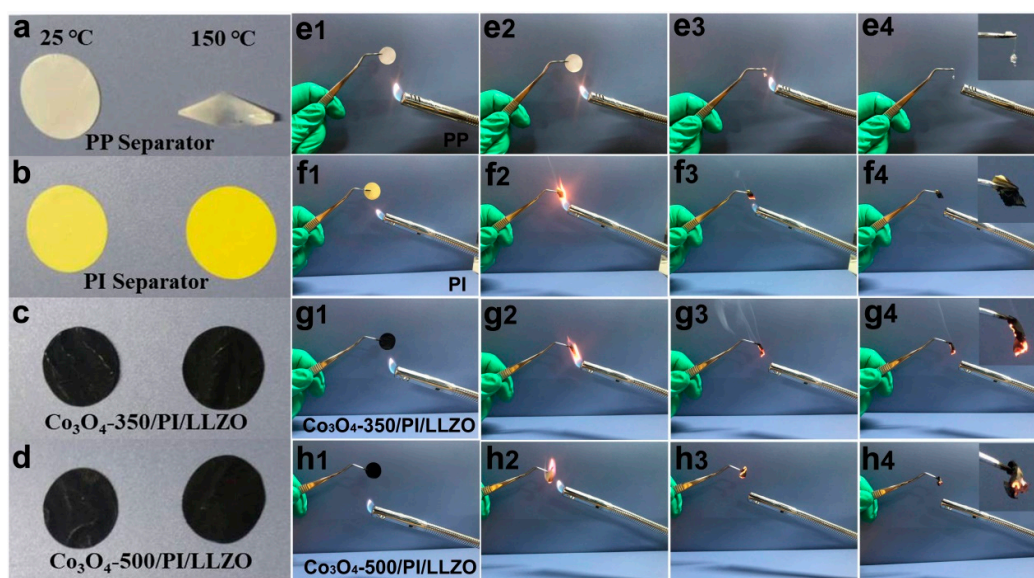 a
25 °C
150 °C
PP Separator
b
PI Separator
c
Co₃O₄-350/PI/LLZO
d
Co₃O₄-500/PI/LLZO
e1
PP
e2
e3
e4
f1
PI
f2
f3
f4
g1
Co₃O₄-350/PI/LLZO
g2
g3
g4
h1
Co₃O₄-500/PI/LLZO
h2
h3
h4